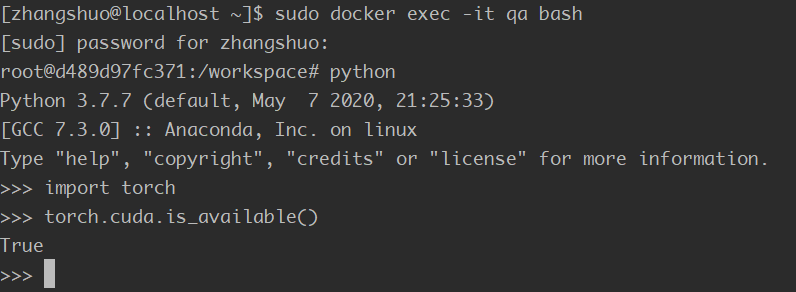 [zhangshuo@localhost ~]$ sudo docker exec -it qa bash
[sudo] password for zhangshuo:
root@d489d97fc371:/workspace# python
Python 3.7.7 (default, May  7 2020, 21:25:33)
[GCC 7.3.0] :: Anaconda, Inc. on linux
Type "help", "copyright", "credits" or "license" for more information.
>>> import torch
>>> torch.cuda.is_available()
True
>>>